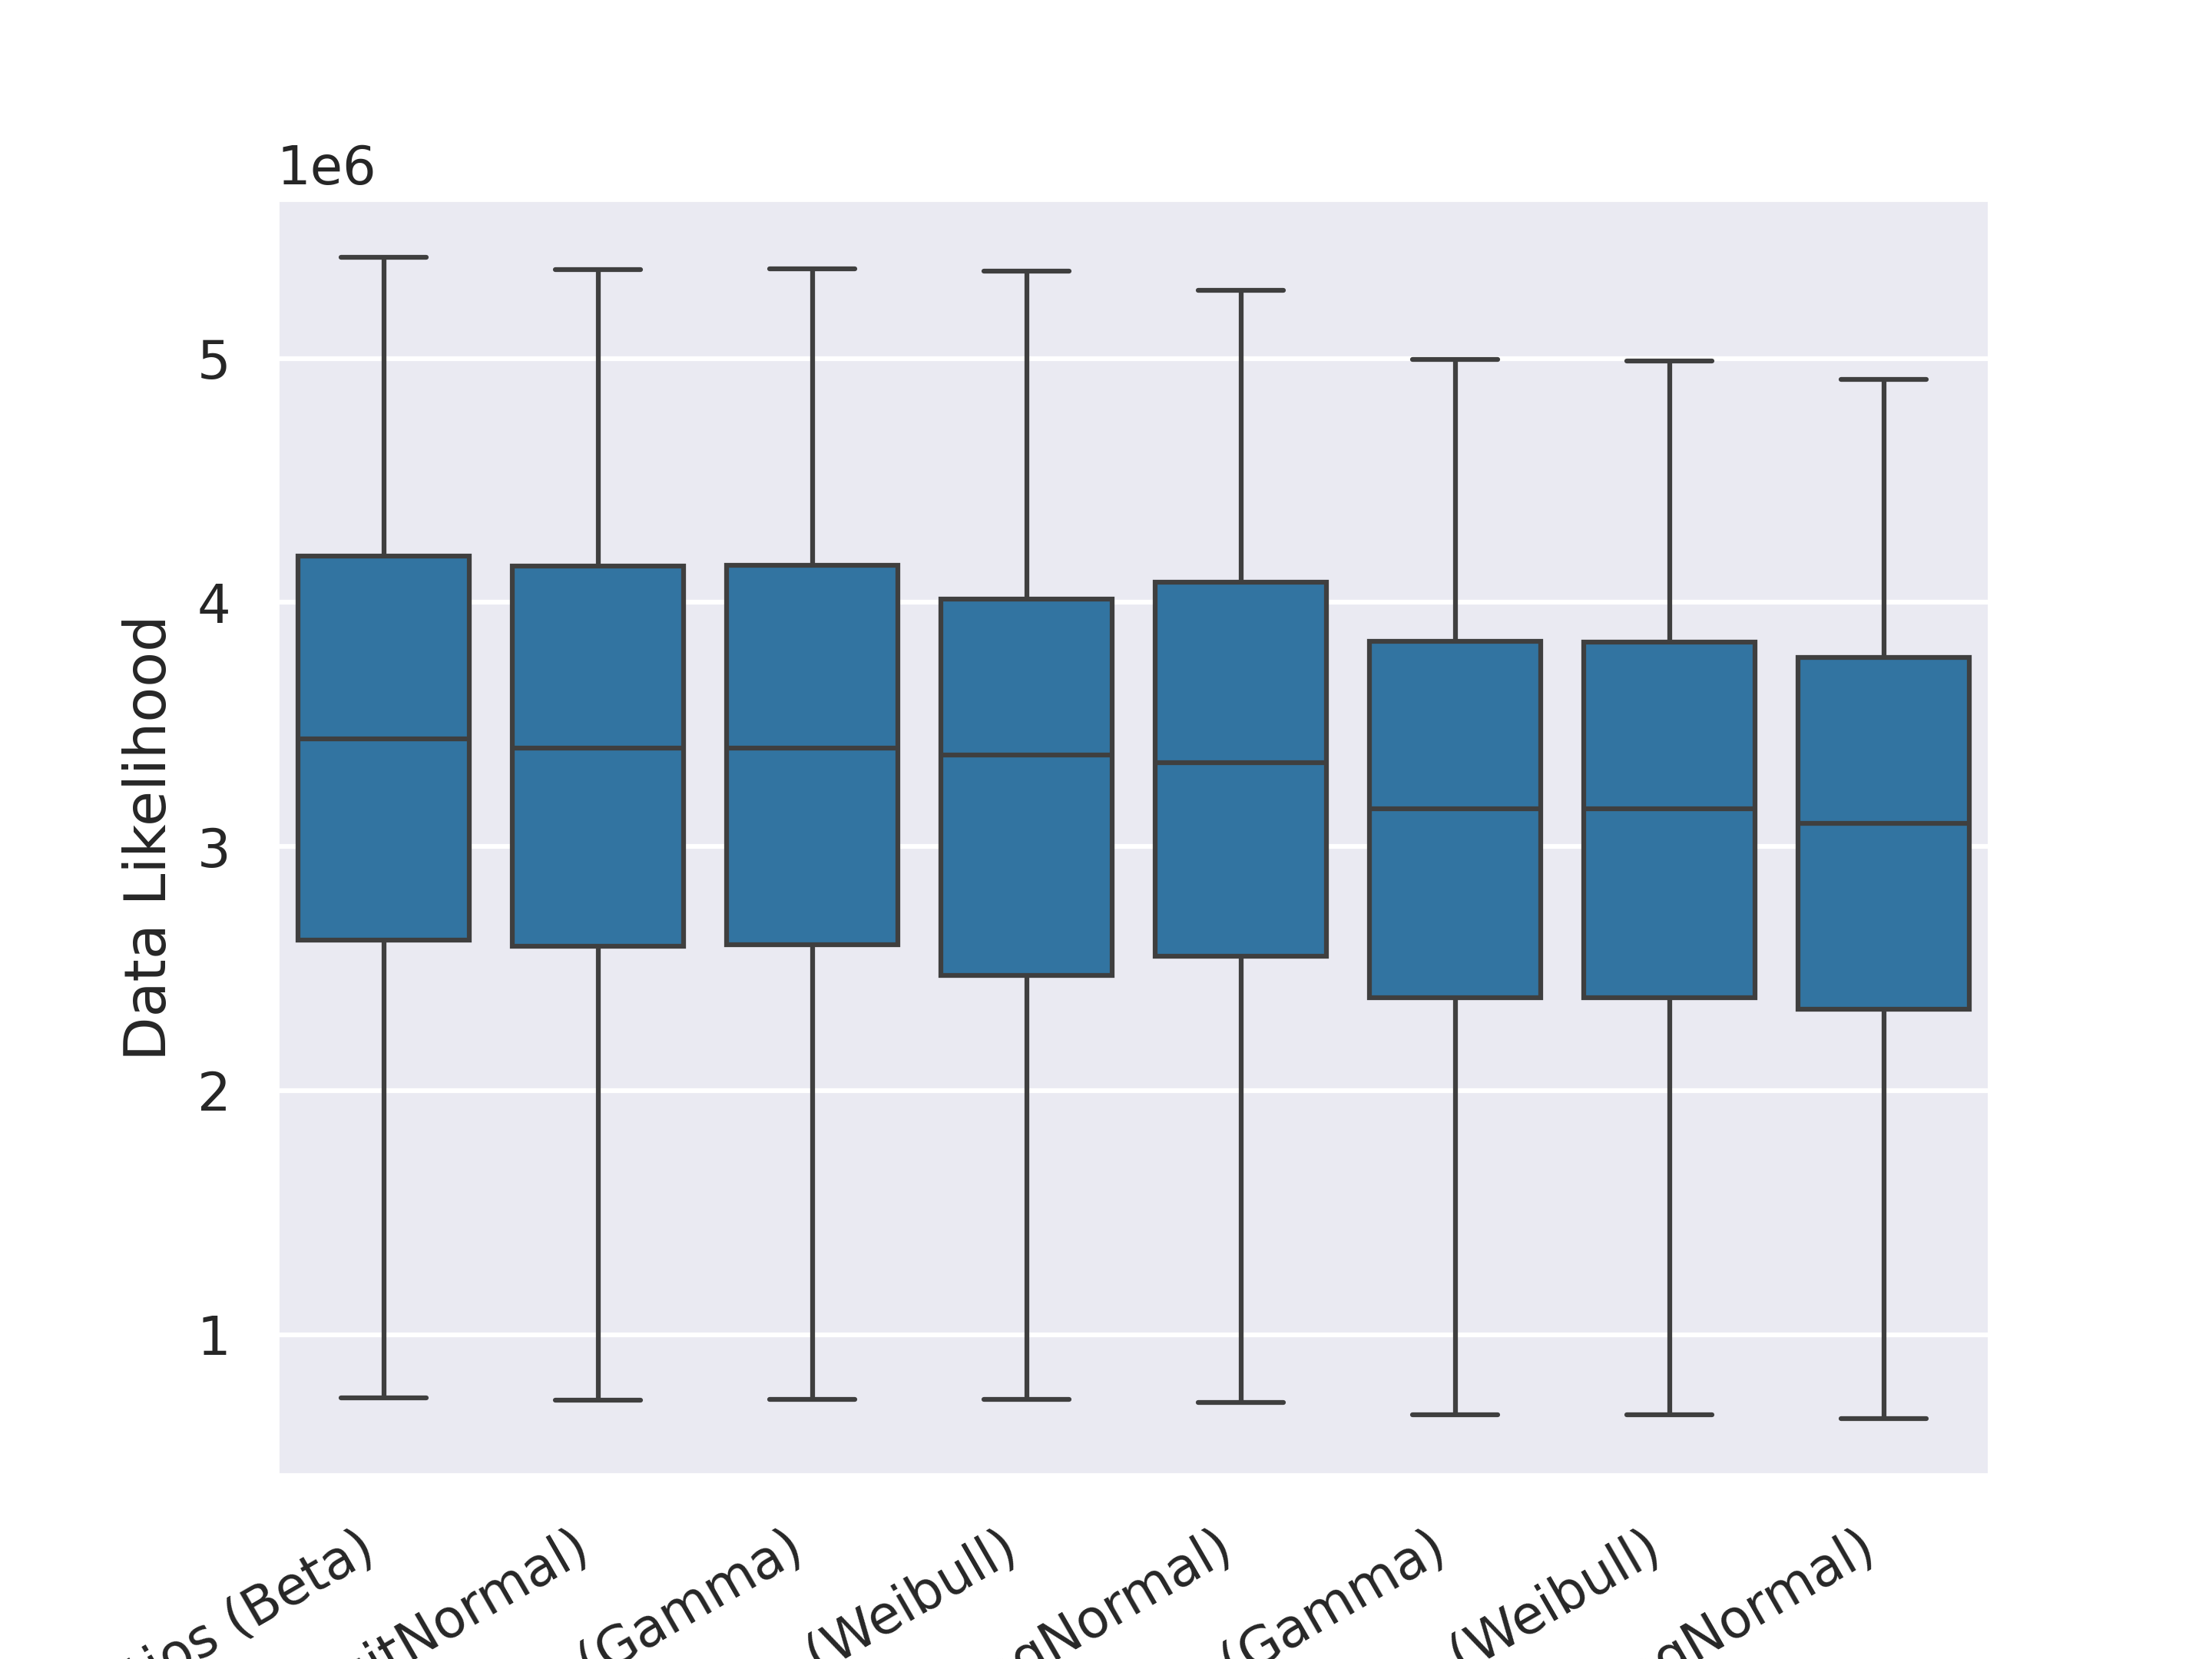 1e6
5
4
3
2
1
Data Likelihood
(Beta)
(Gamma)
(Weibull)
(Gamma)
(Weibull)